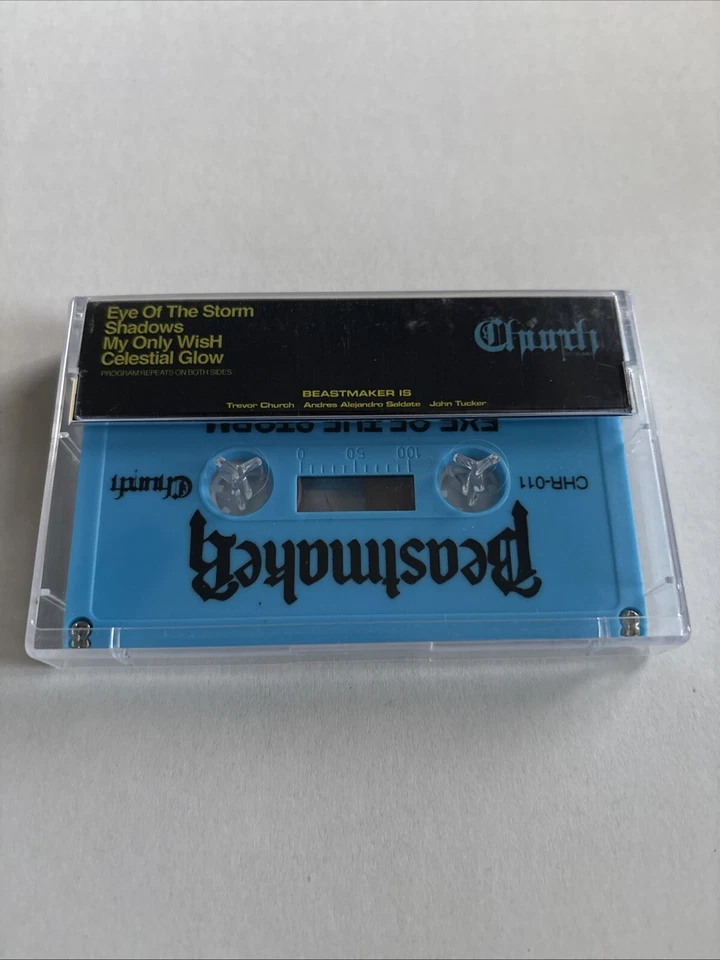 Eye Of The Storm
Shadows
My Only WisH
Celestial Glow
PROGRAM REPEATS ON BOTH SIDES
Church
BEASTMAKER IS
Trevor Church Andres Alejandro Saldate John Tucker
EYE OF THE STORM
0 50 100
Church
CHR-011
Beastmaker